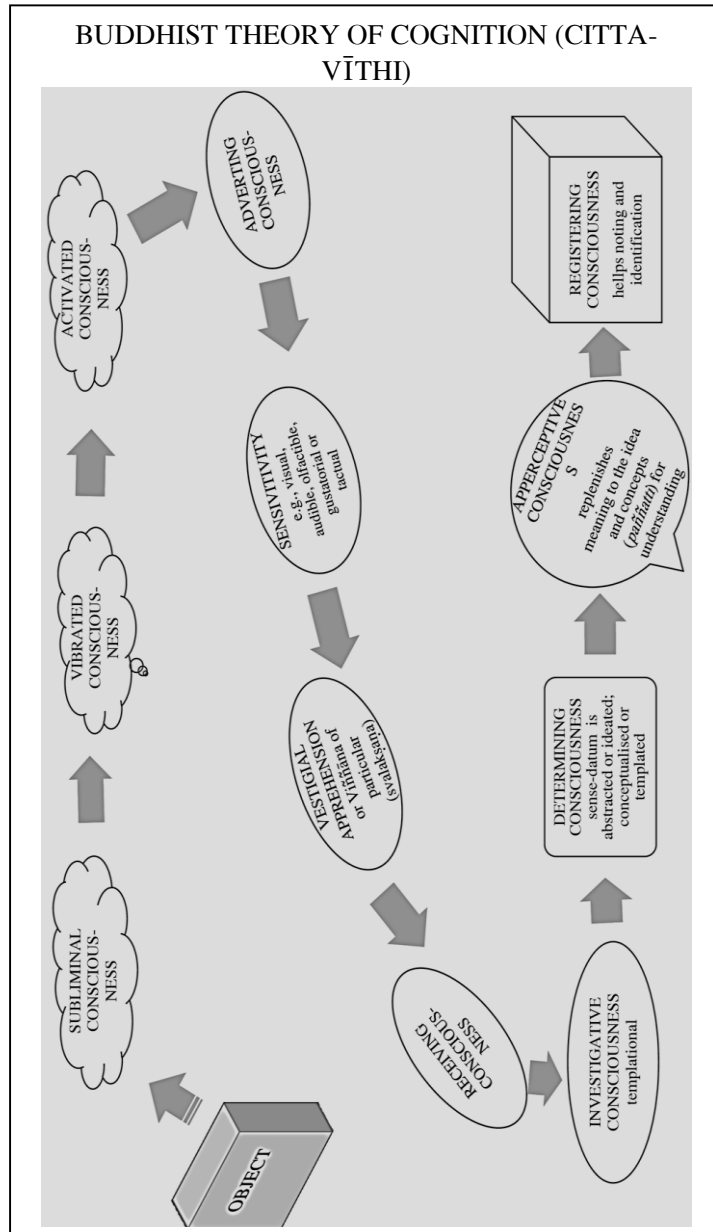 BUDDHIST THEORY OF COGNITION (CITTA-
VĪTHI)
OBJECT
SUBLIMINAL
CONSCIOUS-
NESS
VIBRATED
CONSCIOUS-
NESS
ACTIVATED
CONSCIOUS-
NESS
ADVERTING
CONSCIOUS-
NESS
SENSIVITIVITY
e.g., visual,
audible, olfactible,
gustatorial or
tactual
VESTIGIAL
APREHENSION
or Viññāna of
particular
(svalakṣaṇa)
RECEIVING
CONSCIOUS-
NESS
INVESTIGATIVE
CONSCIOUSNESS
templational
DETERMINING
CONSCIOUSNESS
sense-datum is
abstracted or ideated;
conceptualised or
templated
APPERCEPTIVE
CONSCIOUSNES
S
replenishes
meaning to the idea
and concepts
(paññatti) for
understanding
REGISTERING
CONSCIOUSNESS
hellps noting and
identification